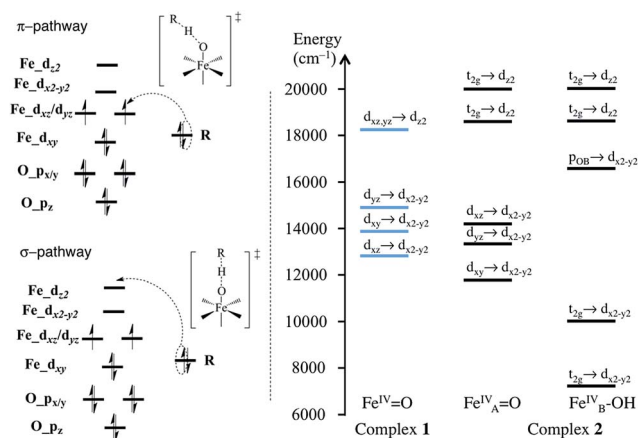 π–pathway
Fe_dz2
Fe_dx2-y2
Fe_dxz/dyz
Fe_dxy
O_px/y
O_pz
R
R
H
O
Fe
‡
σ–pathway
Fe_dz2
Fe_dx2-y2
Fe_dxz/dyz
Fe_dxy
O_px/y
O_pz
R
R
H
O
Fe
‡
Energy
(cm⁻¹)
20000
18000
16000
14000
12000
10000
8000
6000
dxz,yz → dz2
dyz → dx2-y2
dxy → dx2-y2
dxz → dx2-y2
FeIV=O
Complex 1
t2g → dz2
t2g → dz2
dxz → dx2-y2
dyz → dx2-y2
dxy → dx2-y2
FeIVA=O
t2g → dz2
t2g → dz2
pOB → dx2-y2
t2g → dx2-y2
t2g → dx2-y2
FeIVB-OH
Complex 2